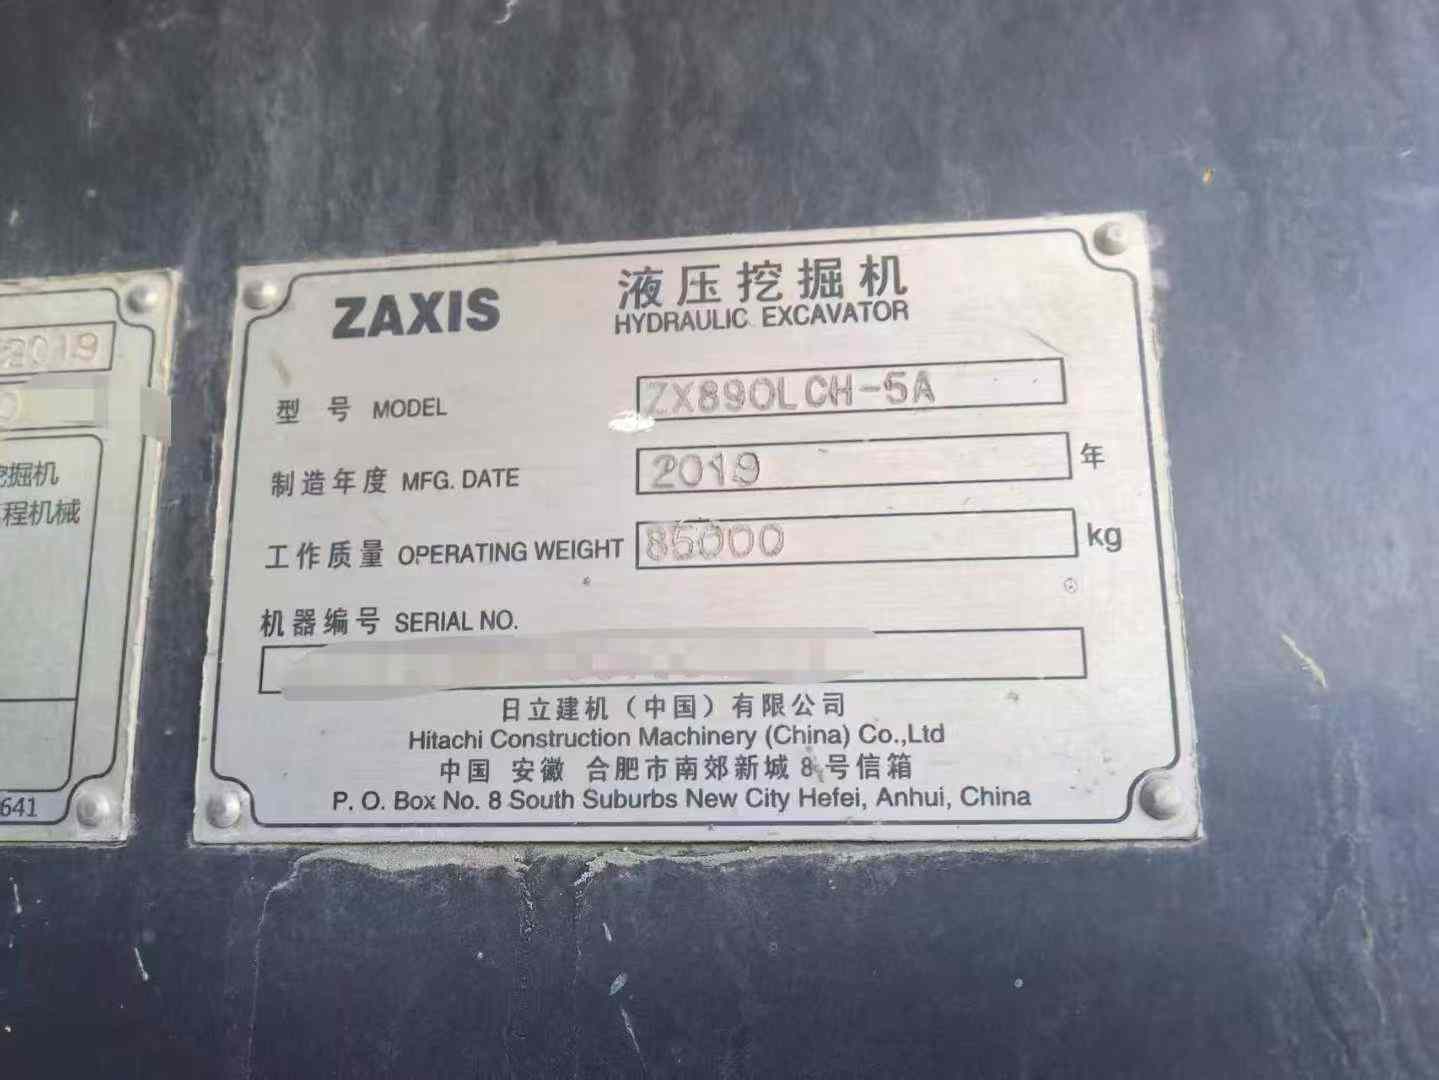 2019
挖掘机
程机械
641
ZAXIS
液压挖掘机
HYDRAULIC EXCAVATOR
型 号 MODEL ZX890LCH-5A
制造年度 MFG. DATE 2019 年
工作质量 OPERATING WEIGHT 85000 kg
机器编号 SERIAL NO.
日立建机（中国）有限公司
Hitachi Construction Machinery (China) Co.,Ltd
中国 安徽 合肥市南郊新城 8 号信箱
P. O. Box No. 8 South Suburbs New City Hefei, Anhui, China